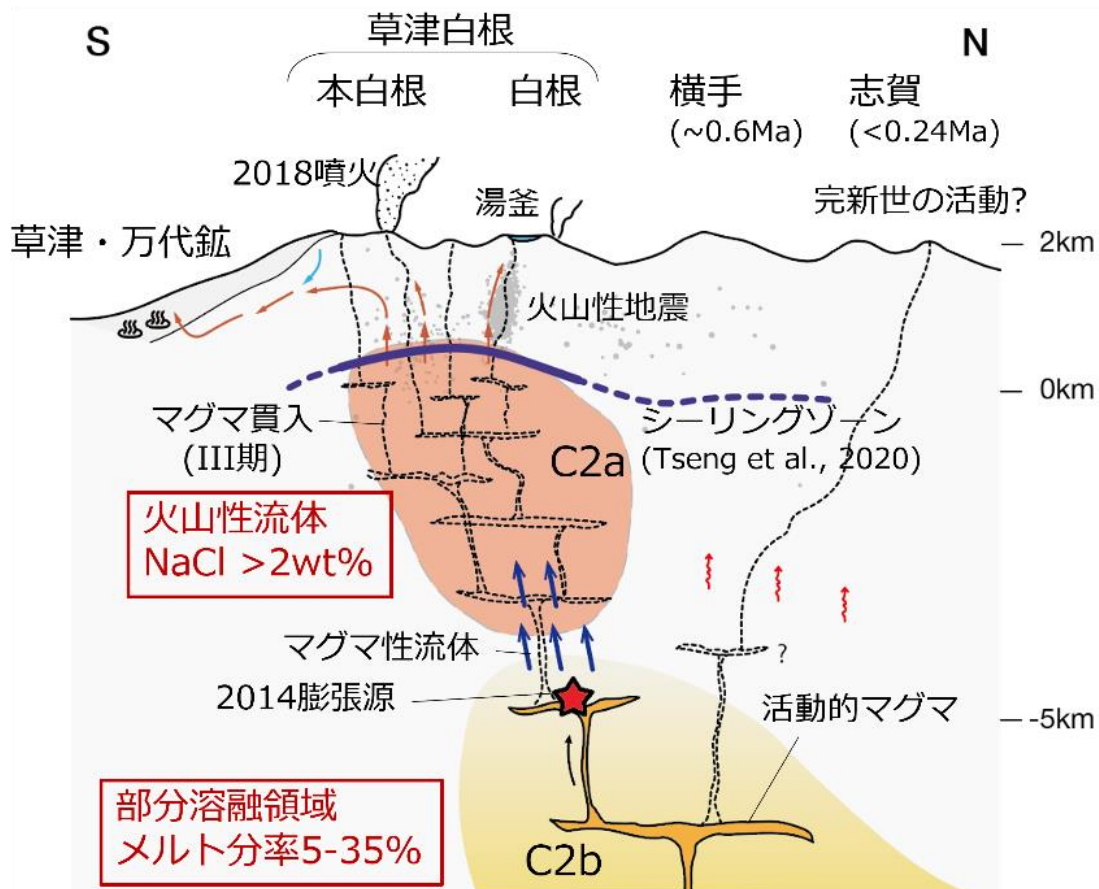 S
草津白根
N
本白根
白根
横手
(~0.6Ma)
志賀
(<0.24Ma)
2018噴火
湯釜
完新世の活動?
草津・万代鉱
2km
火山性地震
0km
マグマ貫入
(III期)
シーリングゾーン
(Tseng et al., 2020)
C2a
火山性流体
NaCl >2wt%
マグマ性流体
?
2014膨張源
活動的マグマ
-5km
部分溶融領域
メルト分率5-35%
C2b